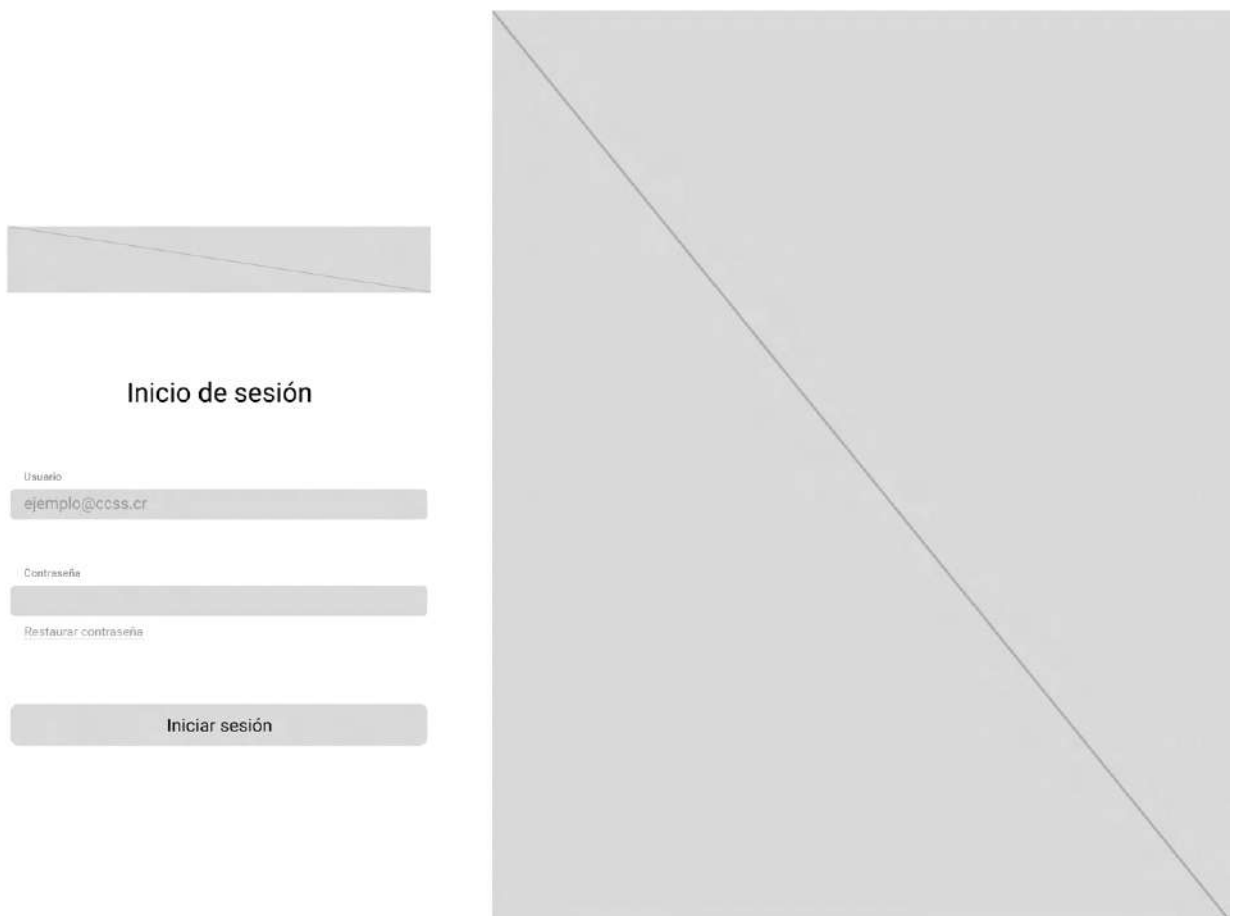 Inicio de sesión
Usuario
ejemplo@ccss.cr
Contraseña
Restaurar contraseña
Iniciar sesión